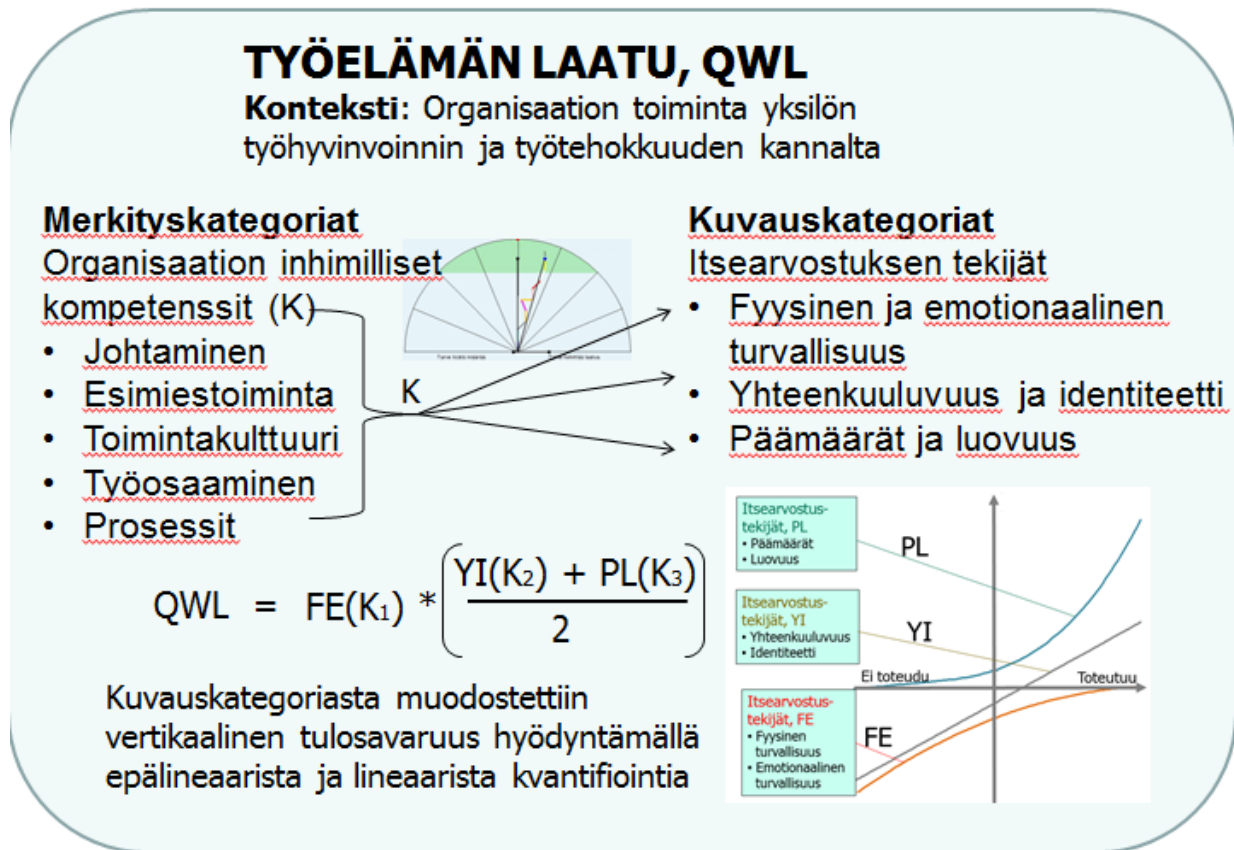 TYÖELÄMÄN LAATU, QWL
Konteksti: Organisaation toiminta yksilön
työhyvinvoinnin ja työtehokkuuden kannalta
Merkityskategoriat
Organisaation inhimilliset
kompetenssit (K)
• Johtaminen
• Esimiestoiminta
• Toimintakulttuuri
• Työosaaminen
• Prosessit
K
Kuvauskategoriat
Itsearvostuksen tekijät
• Fyysinen ja emotionaalinen
turvallisuus
• Yhteenkuuluvuus ja identiteetti
• Päämäärät ja luovuus
QWL = FE(K1) * (YI(K2) + PL(K3)
2)
Kuvauskategoriasta muodostettiin
vertikaalinen tulosavaruus hyödyntämällä
epälineaarista ja lineaarista kvantifiointia
Itsearvostus-
tekijät, PL
• Päämäärät
• Luovuus
PL
Itsearvostus-
tekijät, YI
• Yhteenkuuluvuus
• Identiteetti
YI
Ei toteudu
Toteutuu
Itsearvostus-
tekijät, FE
• Fyysinen
turvallisuus
• Emotionaalinen
turvallisuus
FE